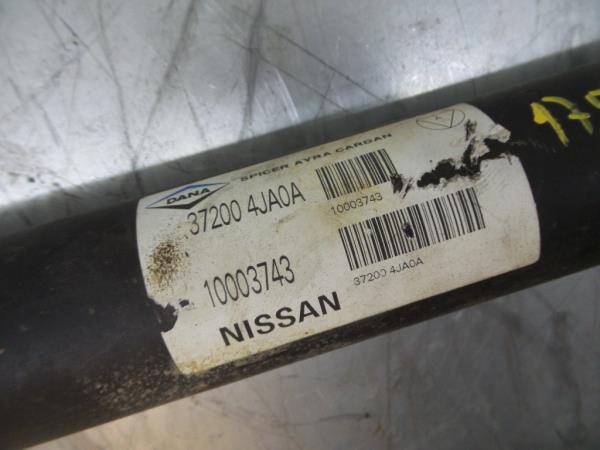 DANA SPICER AYRA CARDAN
37200 4JA0A
10003743
10003743
37200 4JA0A
NISSAN